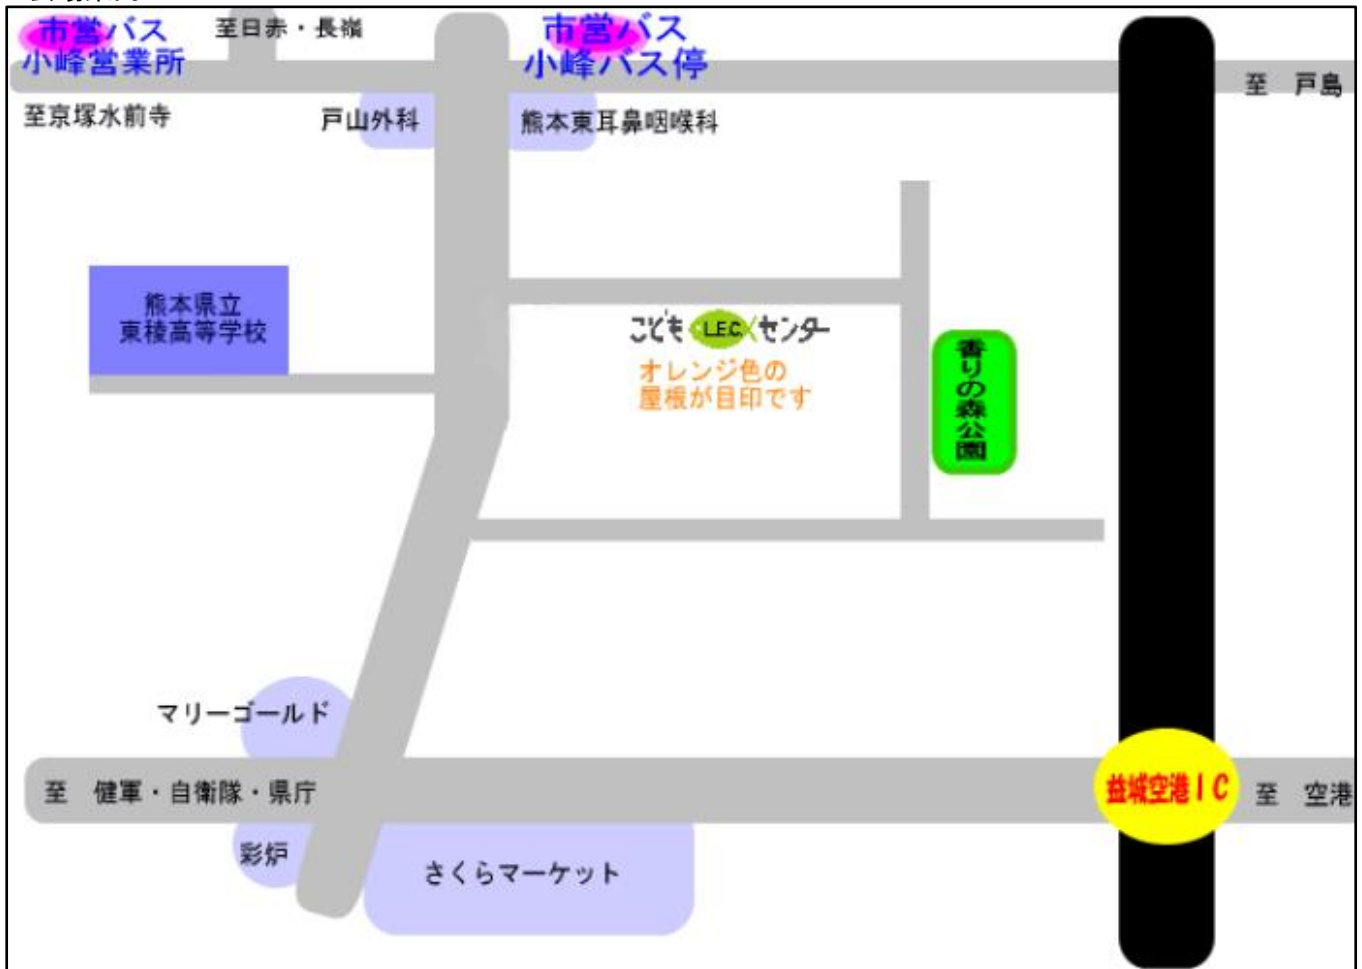 市営バス
小峰営業所
至日赤・長嶺
市営バス
小峰バス停
至 戸島
至京塚水前寺
戸山外科
熊本東耳鼻咽喉科
熊本県立
東稜高等学校
こどもL.E.C.センター
オレンジ色の
屋根が目印です
香りの森公園
マリーゴールド
至 健軍・自衛隊・県庁
益城空港IC
至 空港
彩炉
さくらマーケット